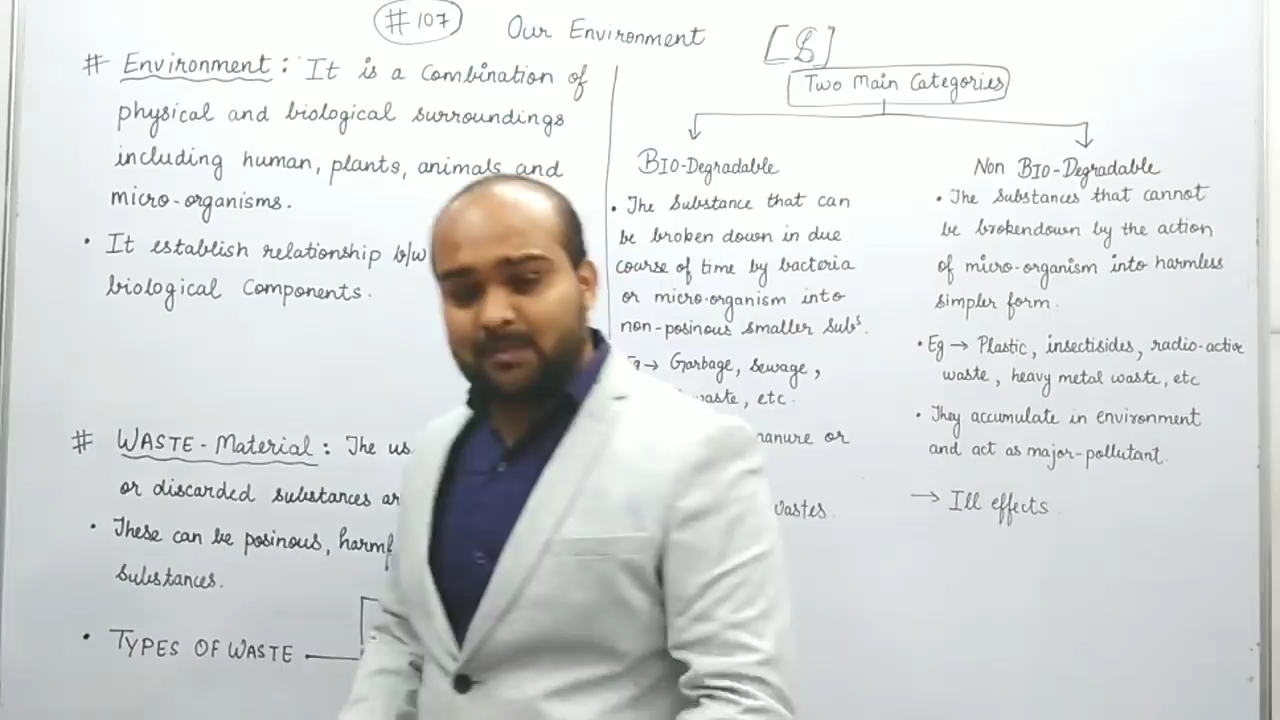 #107
Our Environment
# Environment : It is a Combination of
physical and biological surroundings
including human, plants, animals and
micro-organisms.
• It establish relationship b/w
biological Components.
# WASTE - Material : The
or discarded substances
• These can be posinous,
substances.
• TYPES OF WASTE
Two Main Categories
BIO-Degradable
• The Substance that can
be broken down in due
course of time by bacteria
or micro-organism into
non-posinous smaller subs.
Eg → Garbage, sewage,
waste, etc.
manure or
wastes.
Non BIO-Degradable
• The Substances that cannot
be brokendown by the action
of micro-organism into harmless
simpler form.
• Eg → Plastic, insectisides, radio-active
waste, heavy metal waste, etc
• They accumulate in environment
and act as major-pollutant.
→ Ill effects